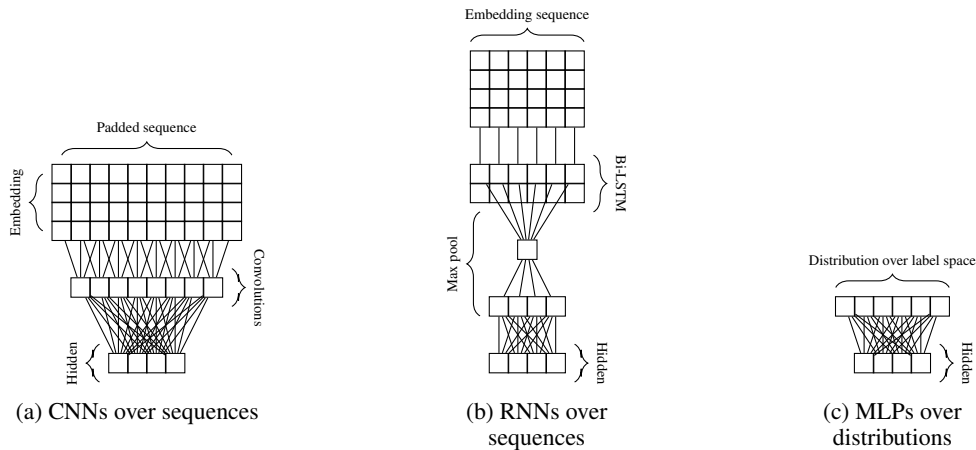 Padded sequence
Embedding
Convolutions
Hidden
(a) CNNs over sequences
Embedding sequence
Bi-LSTM
Max pool
Hidden
(b) RNNs over
sequences
Distribution over label space
Hidden
(c) MLPs over
distributions